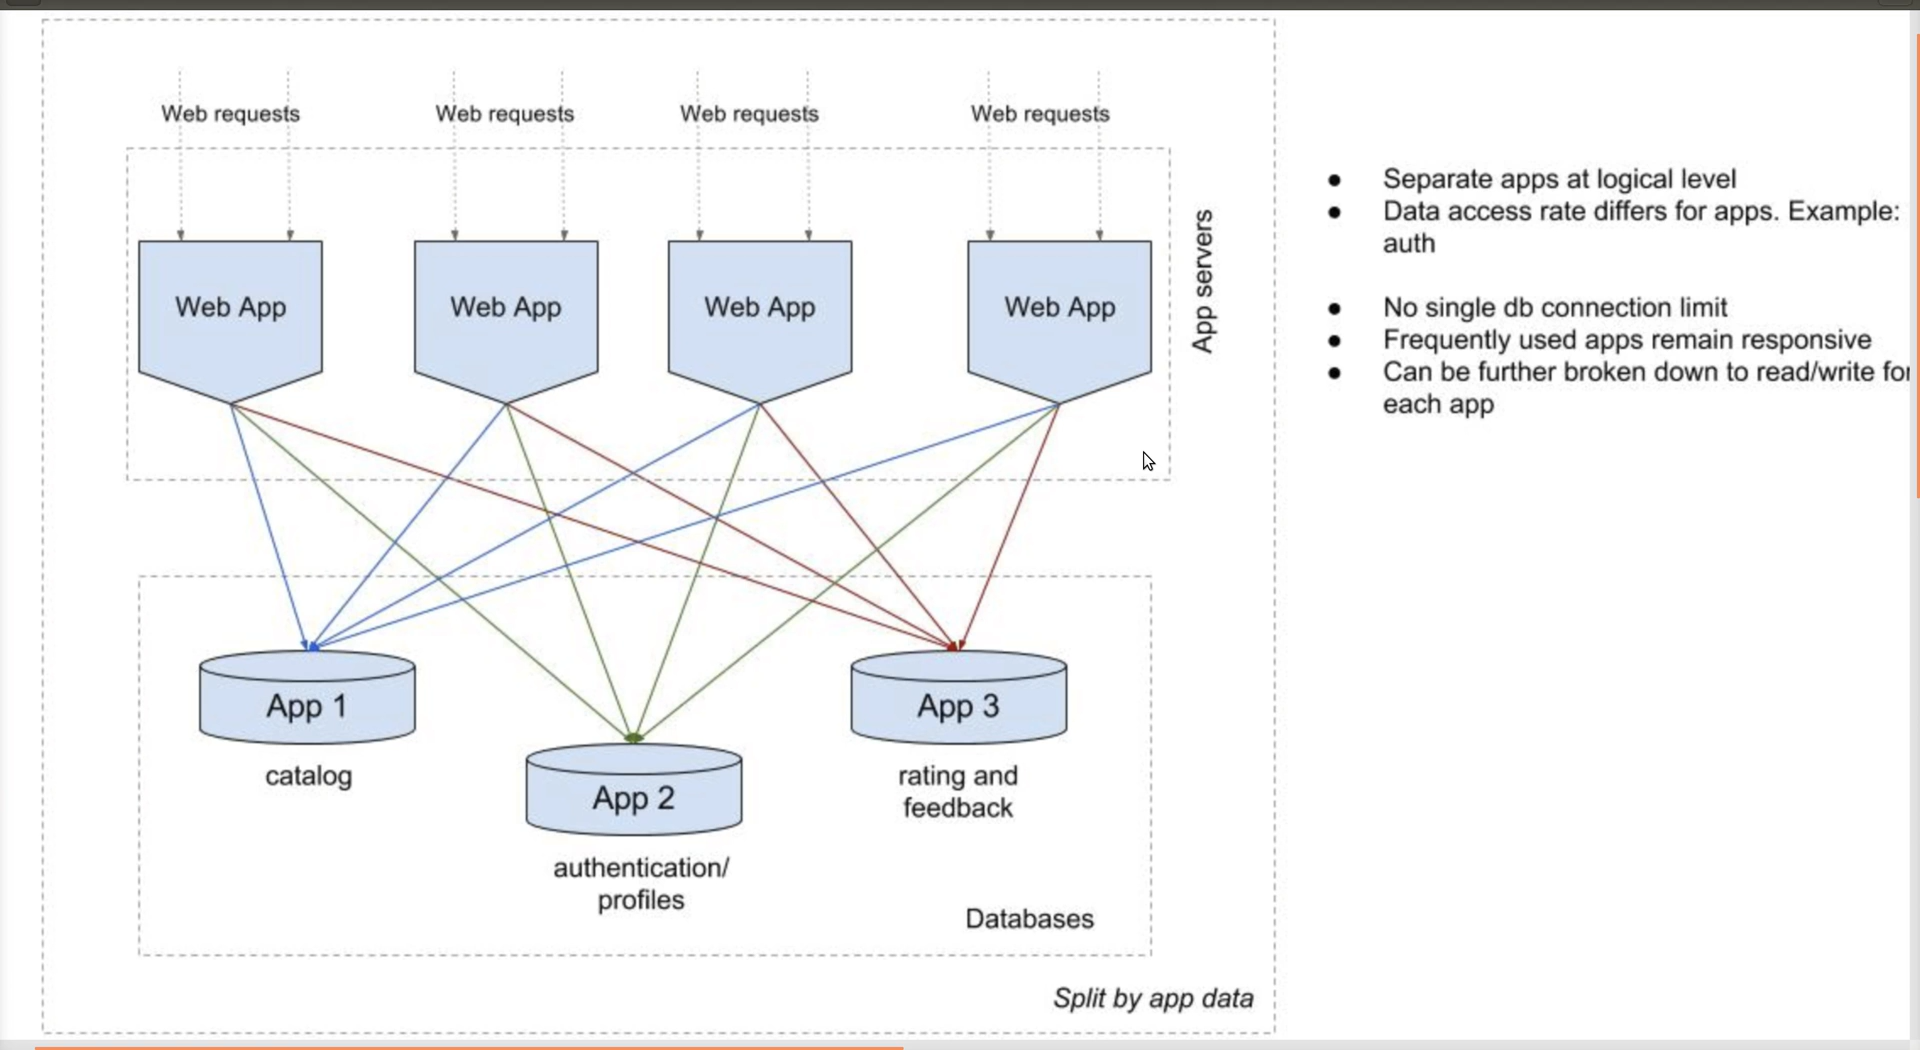 Web requests
Web requests
Web requests
Web requests
Web App
Web App
Web App
Web App
App servers
App 1
catalog
App 2
authentication/
profiles
App 3
rating and
feedback
Databases
Split by app data
● Separate apps at logical level
● Data access rate differs for apps. Example:
auth
● No single db connection limit
● Frequently used apps remain responsive
● Can be further broken down to read/write for
each app